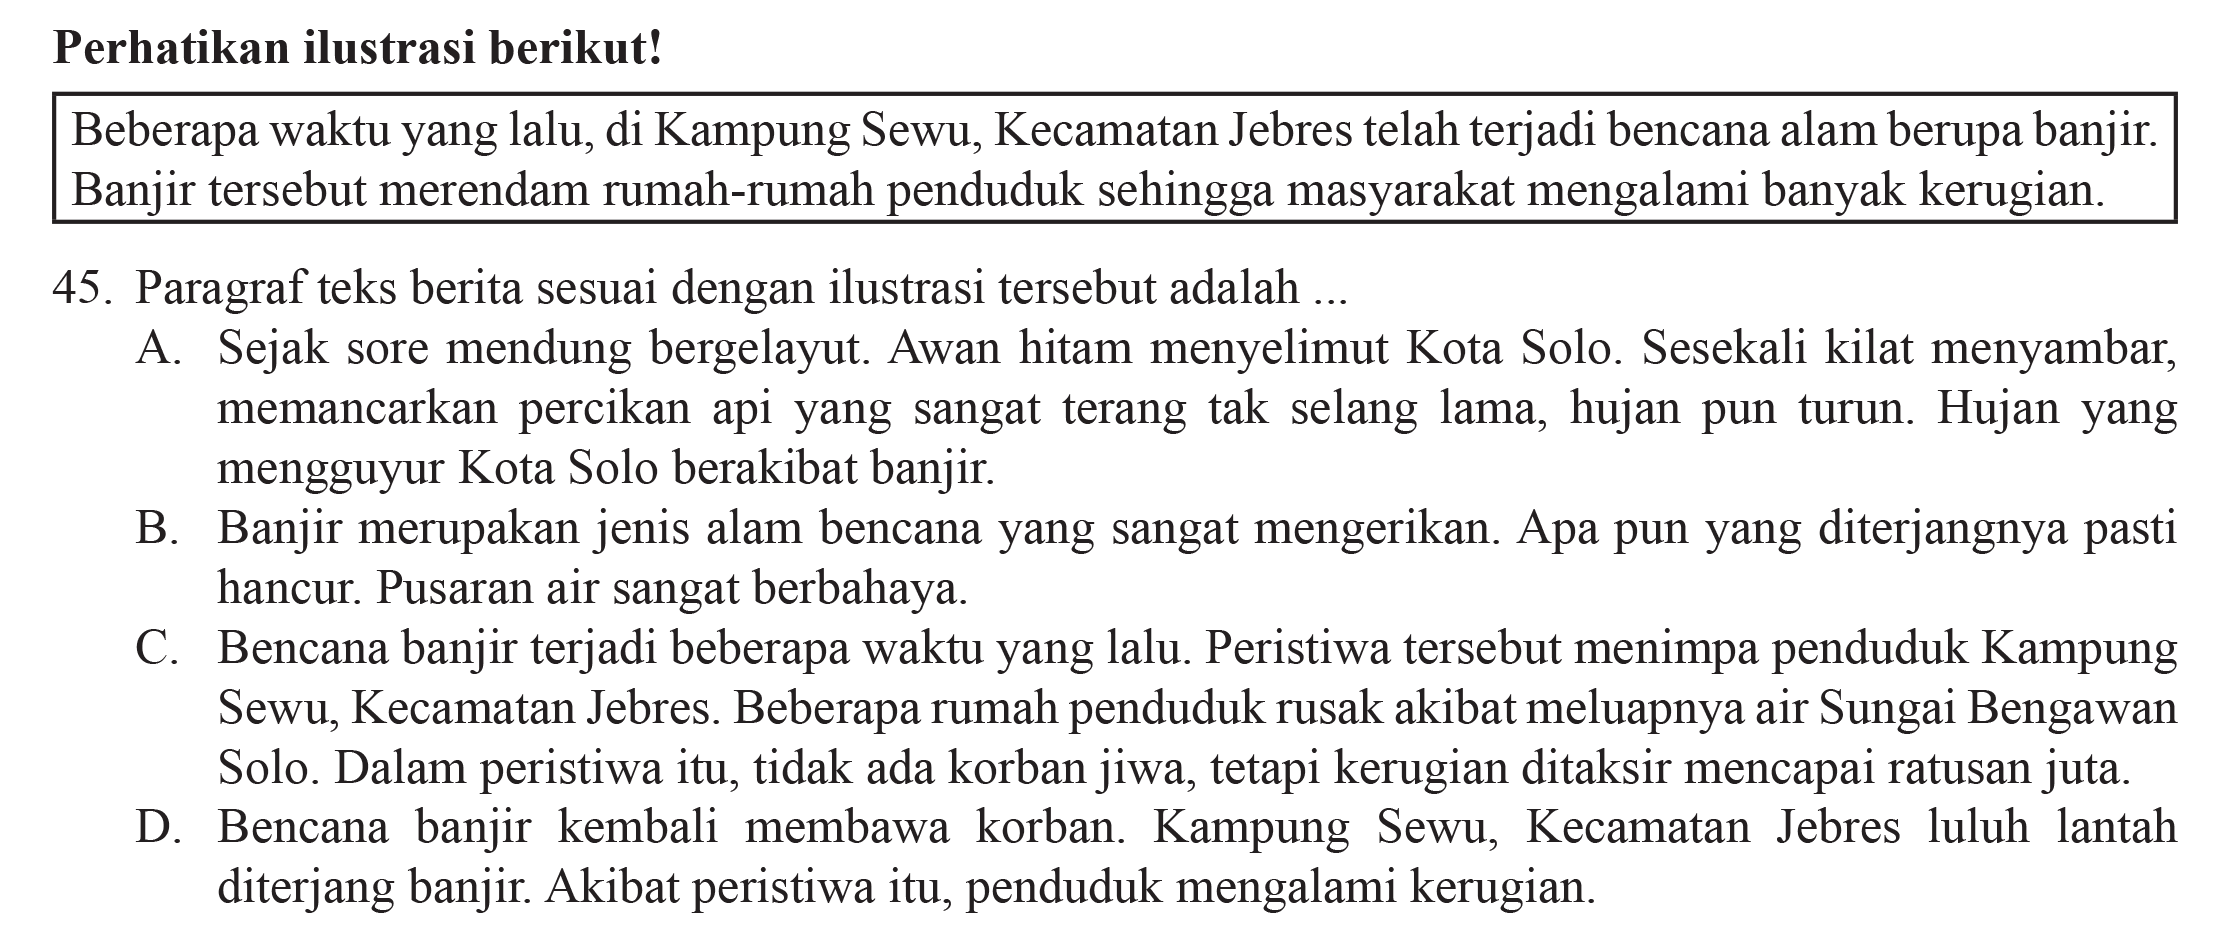 Perhatikan ilustrasi berikut!
Beberapa waktu yang lalu, di Kampung Sewu, Kecamatan Jebres telah terjadi bencana alam berupa banjir.
Banjir tersebut merendam rumah-rumah penduduk sehingga masyarakat mengalami banyak kerugian.
45. Paragraf teks berita sesuai dengan ilustrasi tersebut adalah ...
A. Sejak sore mendung bergelayut. Awan hitam menyelimut Kota Solo. Sesekali kilat menyambar,
memancarkan percikan api yang sangat terang tak selang lama, hujan pun turun. Hujan yang
mengguyur Kota Solo berakibat banjir.
B. Banjir merupakan jenis alam bencana yang sangat mengerikan. Apa pun yang diterjangnya pasti
hancur. Pusaran air sangat berbahaya.
C. Bencana banjir terjadi beberapa waktu yang lalu. Peristiwa tersebut menimpa penduduk Kampung
Sewu, Kecamatan Jebres. Beberapa rumah penduduk rusak akibat meluapnya air Sungai Bengawan
Solo. Dalam peristiwa itu, tidak ada korban jiwa, tetapi kerugian ditaksir mencapai ratusan juta.
D. Bencana banjir kembali membawa korban. Kampung Sewu, Kecamatan Jebres luluh lantah
diterjang banjir. Akibat peristiwa itu, penduduk mengalami kerugian.